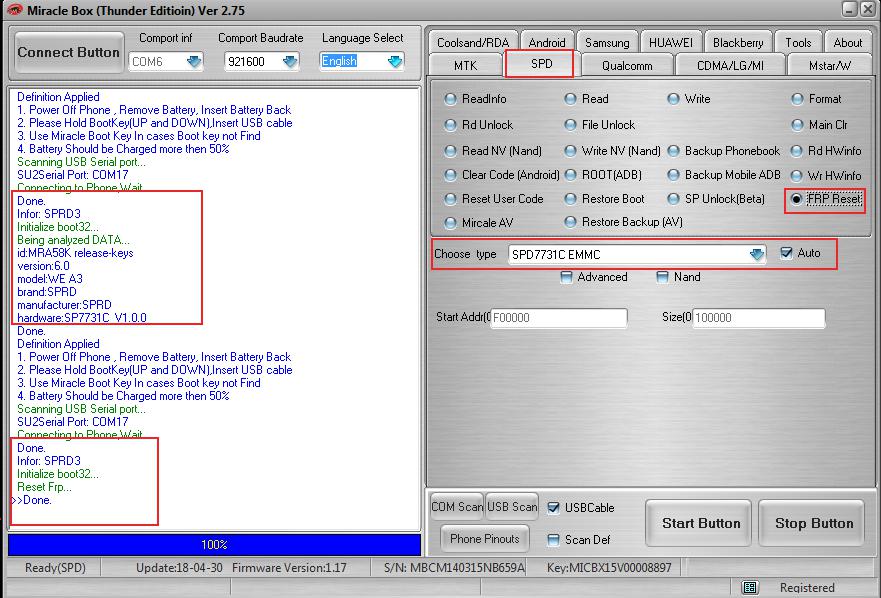 Miracle Box (Thunder Editioin) Ver 2.75
Connect Button
Comport inf
COM6
Comport Baudrate
921600
Language Select
English
Definition Applied
1. Power Off Phone , Remove Battery, Insert Battery Back
2. Please Hold BootKey(UP and DOWN),Insert USB cable
3. Use Miracle Boot Key In cases Boot key not Find
4. Battery Should be Charged more then 50%
Scanning USB Serial port...
SU2Serial Port: COM17
Connecting to Phone,Wait..
Done.
Infor: SPRD3
Initialize boot32...
Being analyzed DATA...
id:MRA58K release-keys
version:6.0
model:WE A3
brand:SPRD
manufacturer:SPRD
hardware:SP7731C_V1.0.0
Done.
Definition Applied
1. Power Off Phone , Remove Battery, Insert Battery Back
2. Please Hold BootKey(UP and DOWN),Insert USB cable
3. Use Miracle Boot Key In cases Boot key not Find
4. Battery Should be Charged more then 50%
Scanning USB Serial port...
SU2Serial Port: COM17
Connecting to Phone,Wait..
Done.
Infor: SPRD3
Initialize boot32...
Reset Frp...
>>Done.
100%
Coolsand/RDA Android Samsung HUAWEI Blackberry Tools About
MTK SPD Qualcomm CDMA/LG/MI Mstar/W
ReadInfo Read Write Format
Rd Unlock File Unlock Main Clr
Read NV (Nand) Write NV (Nand) Backup Phonebook Rd HWinfo
Clear Code (Android) ROOT(ADB) Backup Mobile ADB Wr HWinfo
Reset User Code Restore Boot SP Unlock(Beta) FRP Reset
Mircale AV Restore Backup (AV)
Choose type SPD7731C EMMC Auto
Advanced Nand
Start Addr(0 F00000 Size(0 100000
COM Scan USB Scan USBCable
Phone Pinouts Scan Def
Start Button Stop Button
Ready(SPD) Update:18-04-30 Firmware Version:1.17 S/N: MBCM140315NB659A Key:MICBX15V00008897
Registered